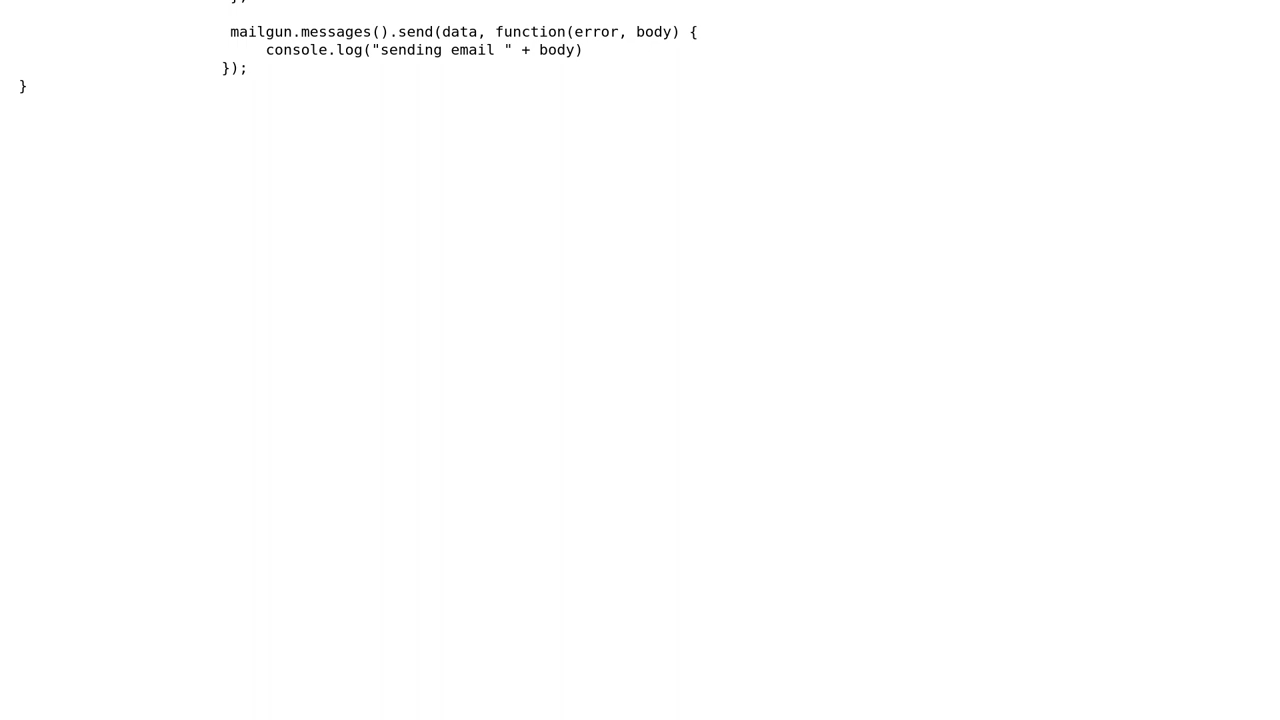 };
mailgun.messages().send(data, function(error, body) {
console.log("sending email " + body)
});
}